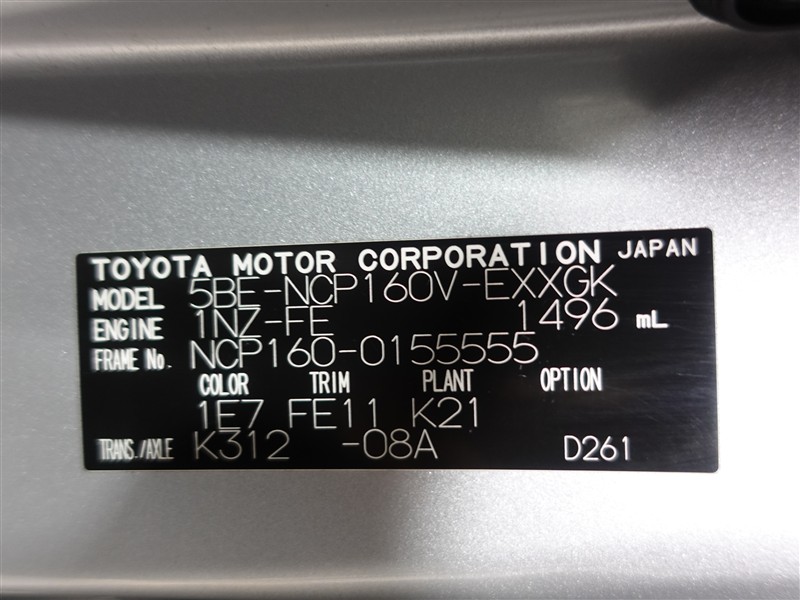 TOYOTA MOTOR CORPORATION JAPAN
MODEL 5BE-NCP160V-EXXGK
ENGINE 1NZ-FE 1496 mL
FRAME No. NCP160-0155555
COLOR TRIM PLANT OPTION
1E7 FE11 K21
TRANS./AXLE K312 -08A D261